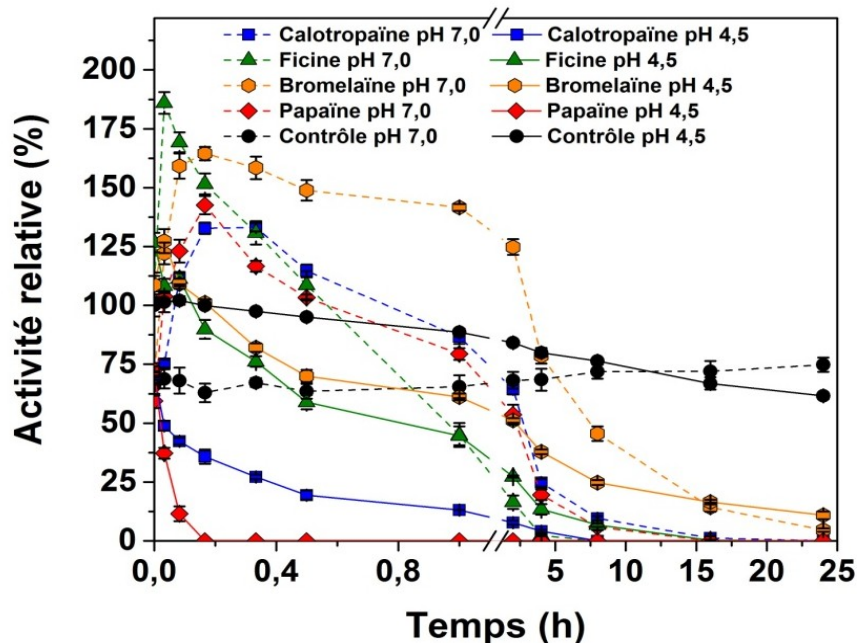 Calotropaïne pH 7,0 Calotropaïne pH 4,5
Ficine pH 7,0 Ficine pH 4,5
Bromelaïne pH 7,0 Bromelaïne pH 4,5
Papaïne pH 7,0 Papaïne pH 4,5
Contrôle pH 7,0 Contrôle pH 4,5
Activité relative (%)
200
175
150
125
100
75
50
25
0
0,0 0,4 0,8 5 10 15 20 25
Temps (h)